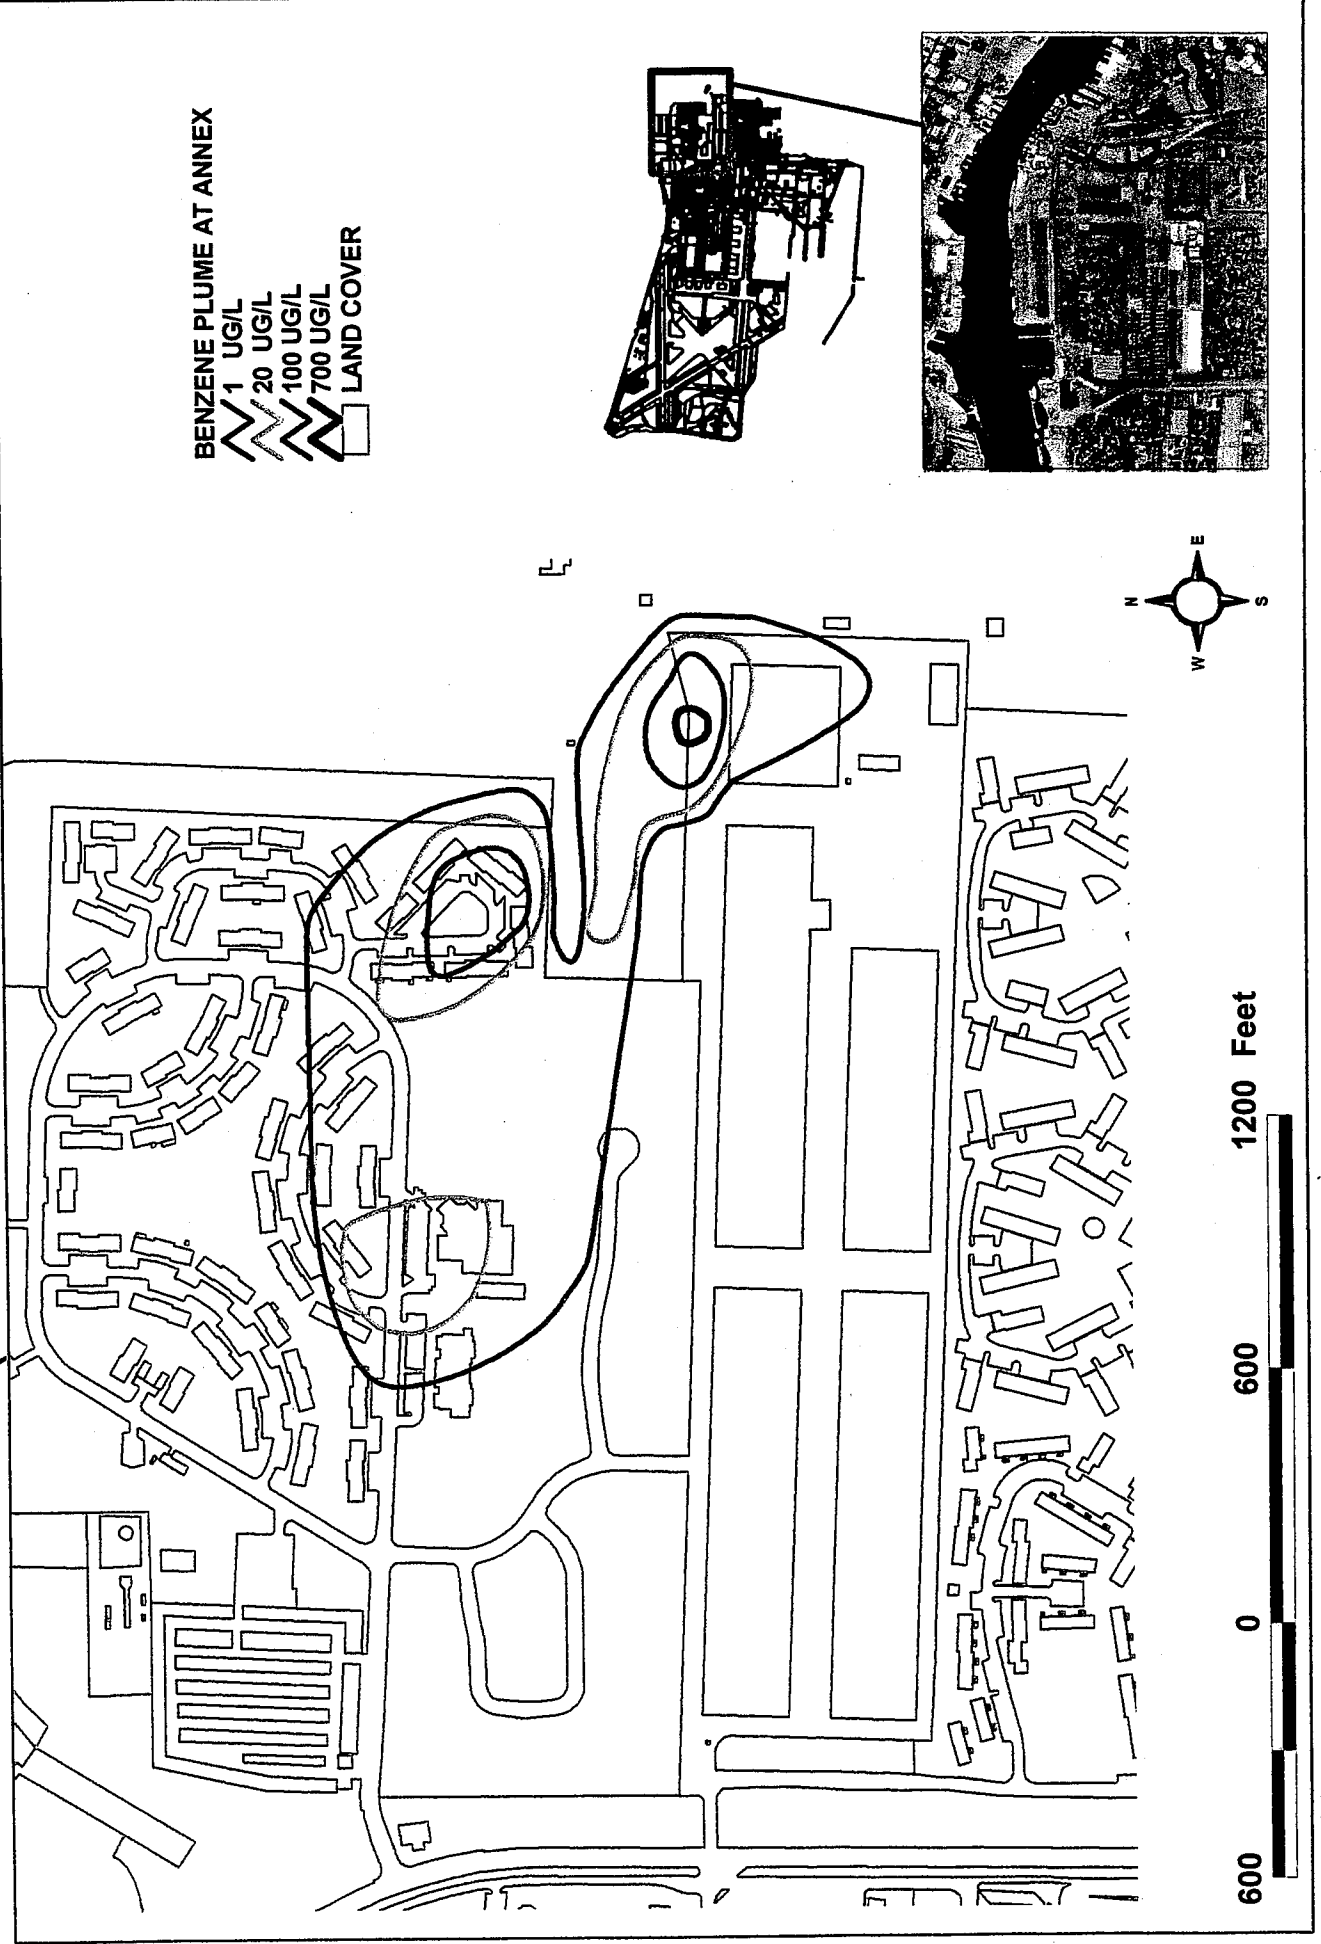 BENZENE PLUME AT ANNEX
1 UG/L
20 UG/L
100 UG/L
700 UG/L
LAND COVER
N
W E
S
600 0 600 1200 Feet